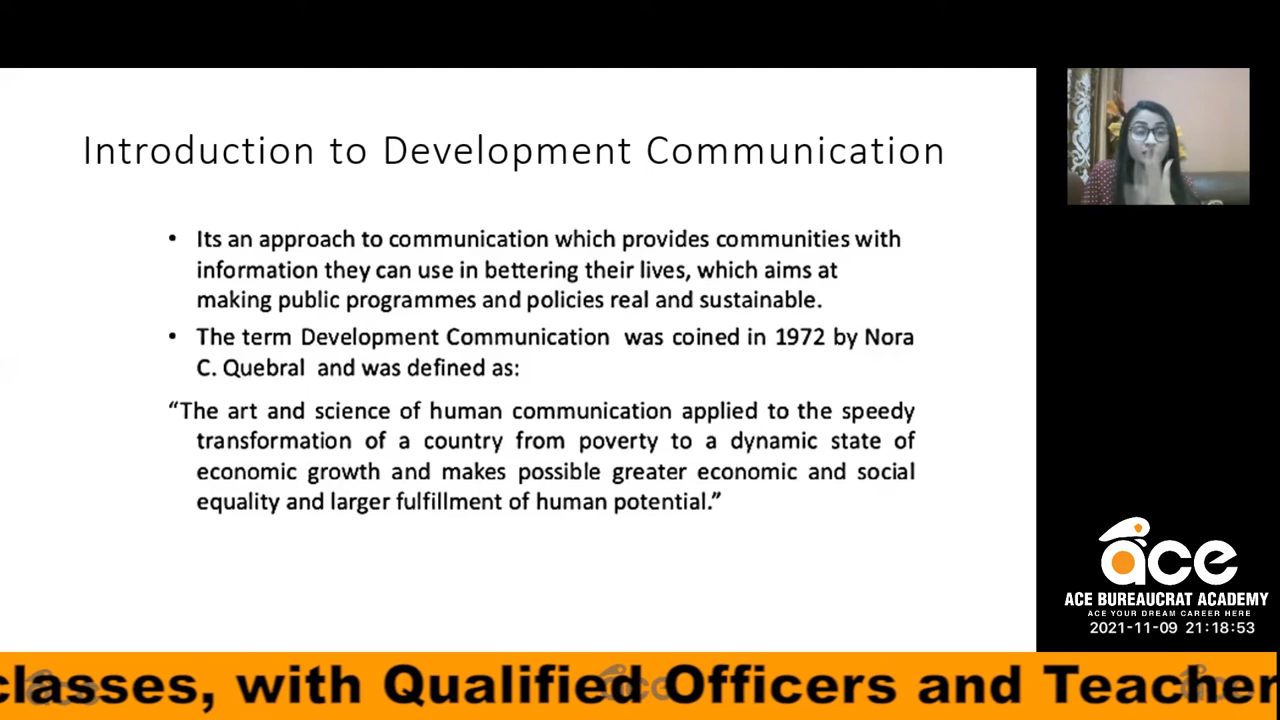 Introduction to Development Communication
• Its an approach to communication which provides communities with
information they can use in bettering their lives, which aims at
making public programmes and policies real and sustainable.
• The term Development Communication was coined in 1972 by Nora
C. Quebral and was defined as:
“The art and science of human communication applied to the speedy
transformation of a country from poverty to a dynamic state of
economic growth and makes possible greater economic and social
equality and larger fulfillment of human potential.”
ace
ACE BUREAUCRAT ACADEMY
ACE YOUR DREAM CAREER HERE
2021-11-09 21:18:53
classes, with Qualified Officers and Teacher